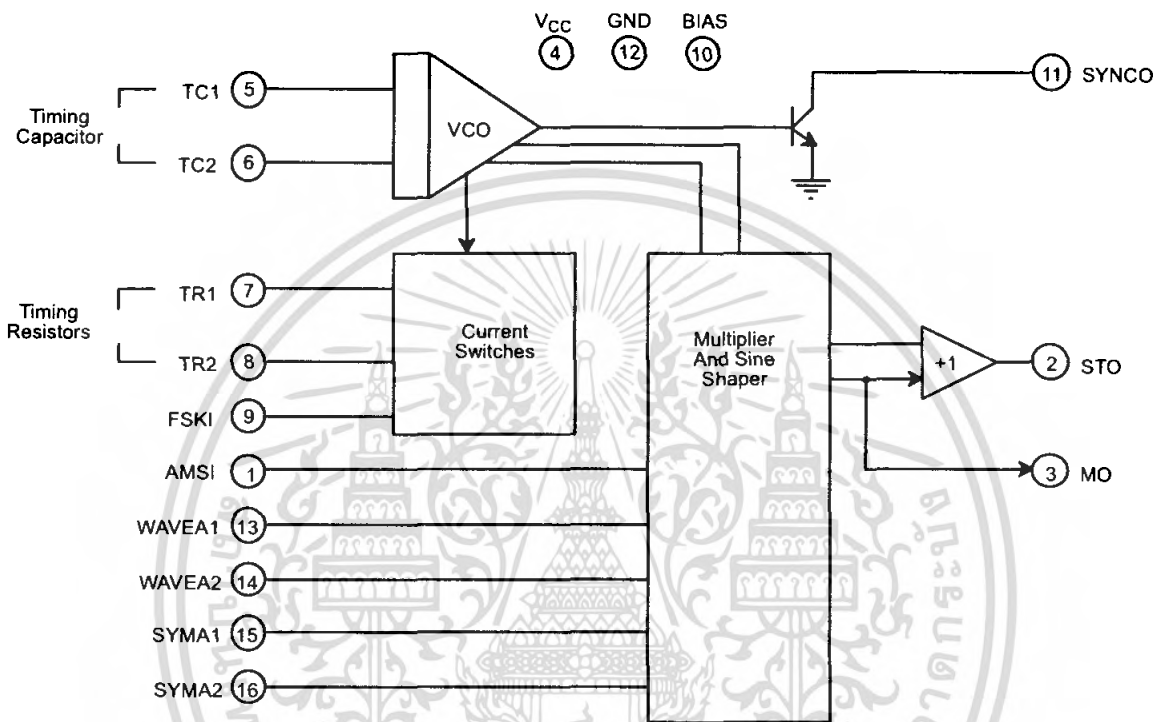 VCC GND BIAS
4 12 10
TC1 5
Timing
Capacitor
TC2 6
VCO
11 SYNCO
TR1 7
Timing
Resistors
TR2 8
FSKI 9
Current
Switches
Multiplier
And Sine
Shaper
+1
2 STO
3 MO
AMSI 1
WAVEA1 13
WAVEA2 14
SYMA1 15
SYMA2 16